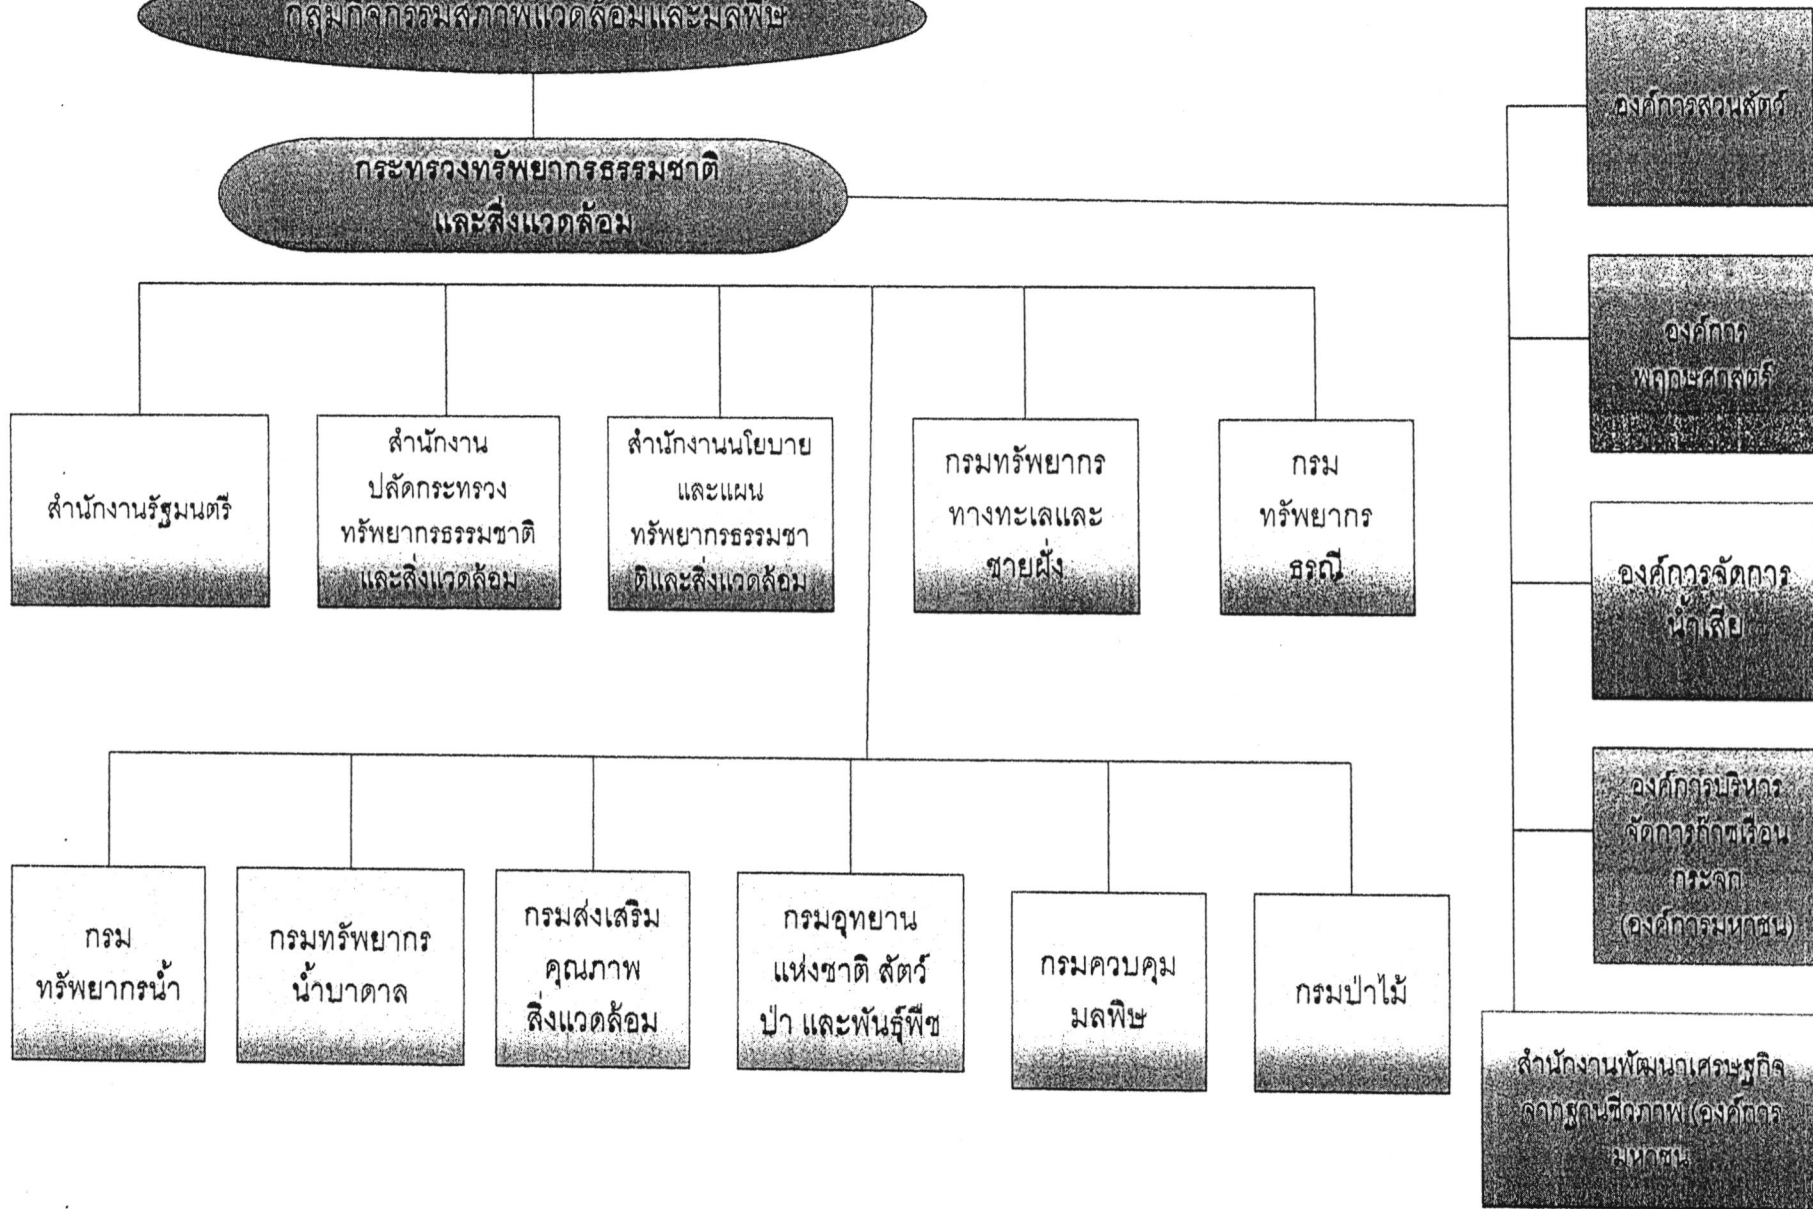 กลุ่มกิจกรรมสภาพแวดล้อมและมลพิษ
กระทรวงทรัพยากรธรรมชาติ
และสิ่งแวดล้อม
สำนักงานรัฐมนตรี
สำนักงาน
ปลัดกระทรวง
ทรัพยากรธรรมชาติ
และสิ่งแวดล้อม
สำนักงานนโยบาย
และแผน
ทรัพยากรธรรมชา
ติและสิ่งแวดล้อม
กรมทรัพยากร
ทางทะเลและ
ชายฝั่ง
กรม
ทรัพยากร
ธรณี
กรม
ทรัพยากรน้ำ
กรมทรัพยากร
น้ำบาดาล
กรมส่งเสริม
คุณภาพ
สิ่งแวดล้อม
กรมอุทยาน
แห่งชาติ สัตว์
ป่า และพันธุ์พืช
กรมควบคุม
มลพิษ
กรมป่าไม้
องค์การสวนสัตว์
องค์การ
พฤกษศาสตร์
องค์การจัดการ
น้ำเสีย
องค์การบริหาร
จัดการก๊าซเรือน
กระจก
(องค์การมหาชน)
สำนักงานพัฒนาเศรษฐกิจ
จากฐานชีวภาพ (องค์การ
มหาชน